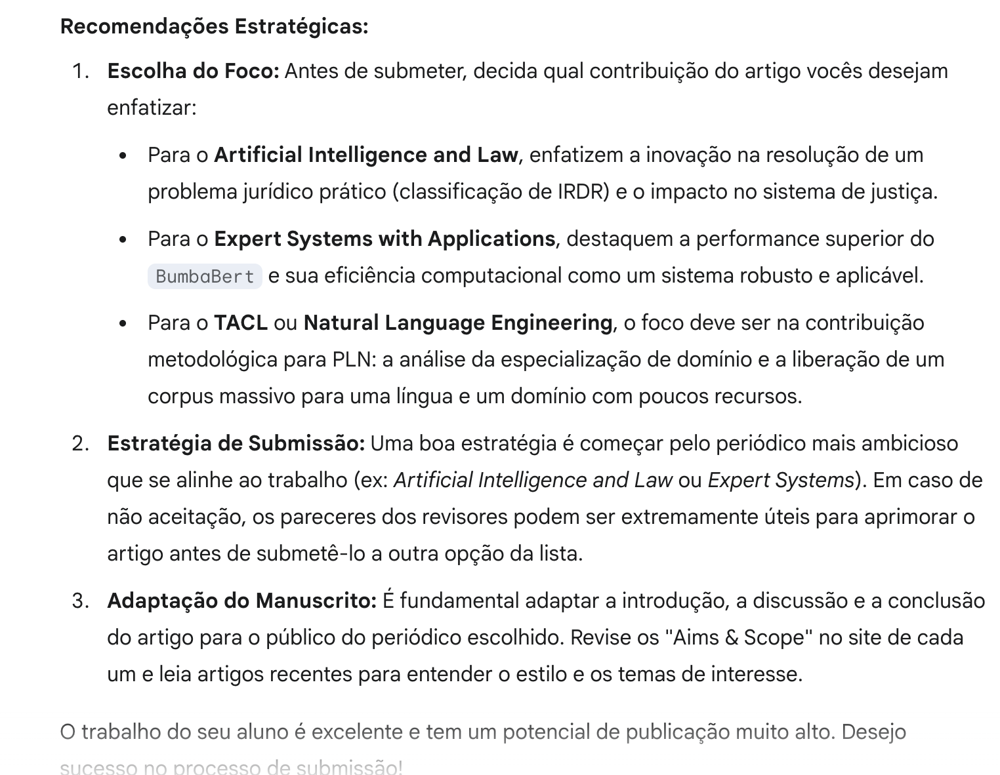 Recomendações Estratégicas:
1. Escolha do Foco: Antes de submeter, decida qual contribuição do artigo vocês desejam
enfatizar:
• Para o Artificial Intelligence and Law, enfatizem a inovação na resolução de um
problema jurídico prático (classificação de IRDR) e o impacto no sistema de justiça.
• Para o Expert Systems with Applications, destaquem a performance superior do
BumbaBert e sua eficiência computacional como um sistema robusto e aplicável.
• Para o TACL ou Natural Language Engineering, o foco deve ser na contribuição
metodológica para PLN: a análise da especialização de domínio e a liberação de um
corpus massivo para uma língua e um domínio com poucos recursos.
2. Estratégia de Submissão: Uma boa estratégia é começar pelo periódico mais ambicioso
que se alinhe ao trabalho (ex: Artificial Intelligence and Law ou Expert Systems). Em caso de
não aceitação, os pareceres dos revisores podem ser extremamente úteis para aprimorar o
artigo antes de submetê-lo a outra opção da lista.
3. Adaptação do Manuscrito: É fundamental adaptar a introdução, a discussão e a conclusão
do artigo para o público do periódico escolhido. Revise os "Aims & Scope" no site de cada
um e leia artigos recentes para entender o estilo e os temas de interesse.
O trabalho do seu aluno é excelente e tem um potencial de publicação muito alto. Desejo
sucesso no processo de submissão!